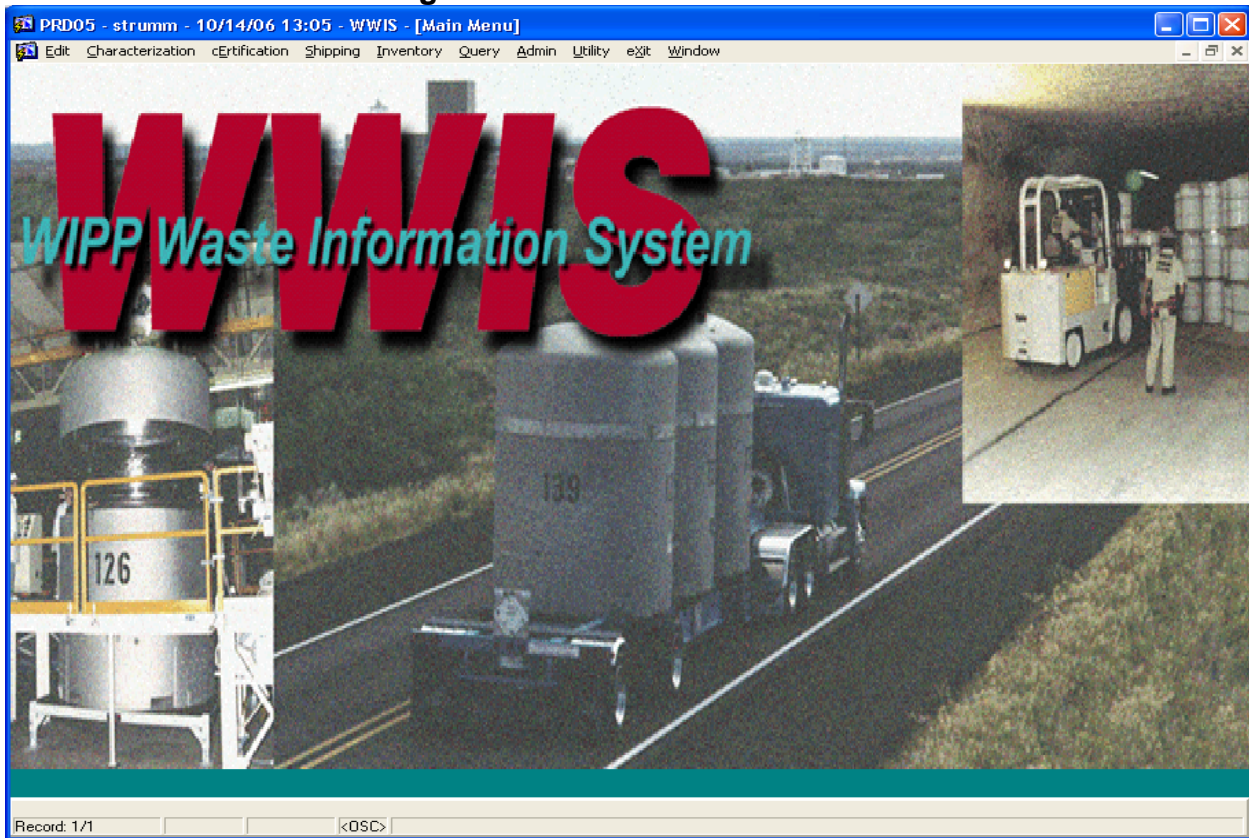 PRD05 - strumm - 10/14/06 13:05 - WWIS - [Main Menu]
Edit Characterization cErtification Shipping Inventory Query Admin Utility eXit Window
WWIS
WIPP Waste Information System
139
126
Record: 1/1 <OSC>